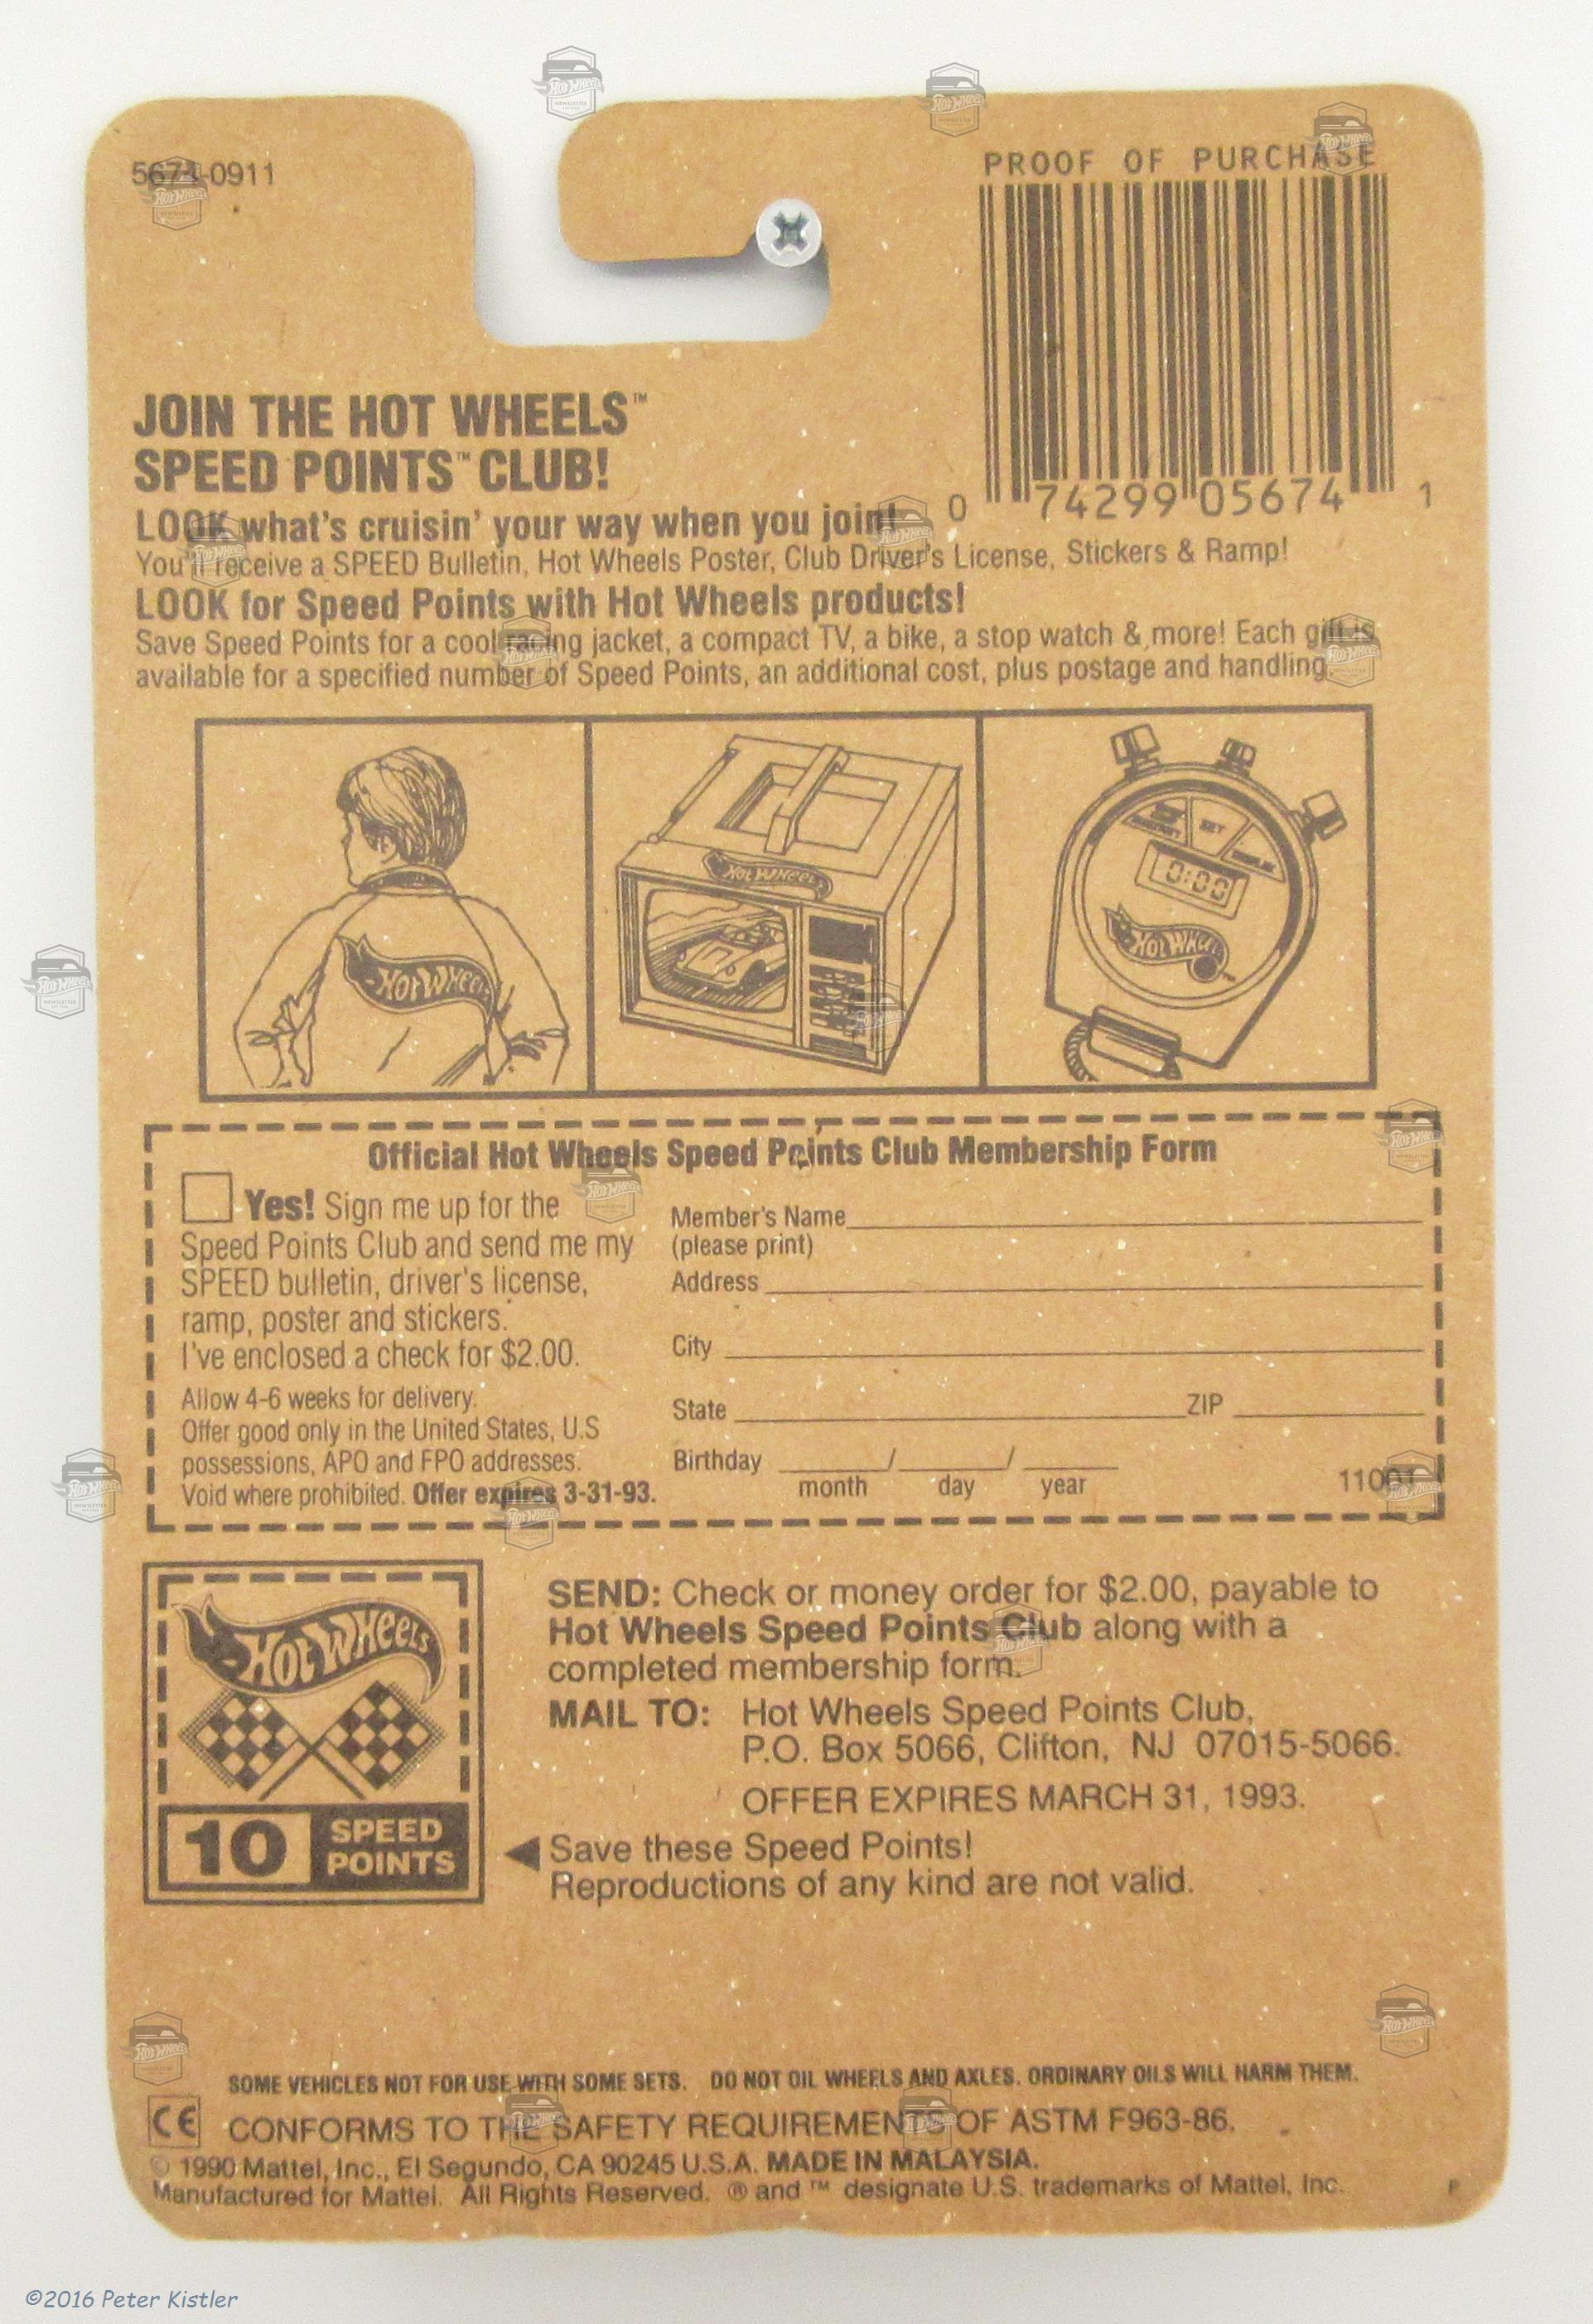 5674-0911
PROOF OF PURCHASE
0 74299 05674 1
JOIN THE HOT WHEELS™
SPEED POINTS™ CLUB!
LOOK what's cruisin' your way when you join!
You'll receive a SPEED Bulletin, Hot Wheels Poster, Club Driver's License, Stickers & Ramp!
LOOK for Speed Points with Hot Wheels products!
Save Speed Points for a cool racing jacket, a compact TV, a bike, a stop watch & more! Each gift is
available for a specified number of Speed Points, an additional cost, plus postage and handling.
HOT WHEELS
HOT WHEELS
SET
0:00
HOT WHEELS
Official Hot Wheels Speed Points Club Membership Form
Yes! Sign me up for the
Speed Points Club and send me my
SPEED bulletin, driver's license,
ramp, poster and stickers.
I've enclosed a check for $2.00.
Allow 4-6 weeks for delivery.
Offer good only in the United States, U.S
possessions, APO and FPO addresses.
Void where prohibited. Offer expires 3-31-93.
Member's Name
(please print)
Address
City
State ZIP
Birthday / /
month day year
11001
HOT WHEELS
10 SPEED POINTS
SEND: Check or money order for $2.00, payable to
Hot Wheels Speed Points Club along with a
completed membership form.
MAIL TO: Hot Wheels Speed Points Club,
P.O. Box 5066, Clifton, NJ 07015-5066.
OFFER EXPIRES MARCH 31, 1993.
Save these Speed Points!
Reproductions of any kind are not valid.
SOME VEHICLES NOT FOR USE WITH SOME SETS. DO NOT OIL WHEELS AND AXLES. ORDINARY OILS WILL HARM THEM.
CE CONFORMS TO THE SAFETY REQUIREMENTS OF ASTM F963-86.
© 1990 Mattel, Inc., El Segundo, CA 90245 U.S.A. MADE IN MALAYSIA.
Manufactured for Mattel. All Rights Reserved. ® and ™ designate U.S. trademarks of Mattel, Inc.
P
©2016 Peter Kistler